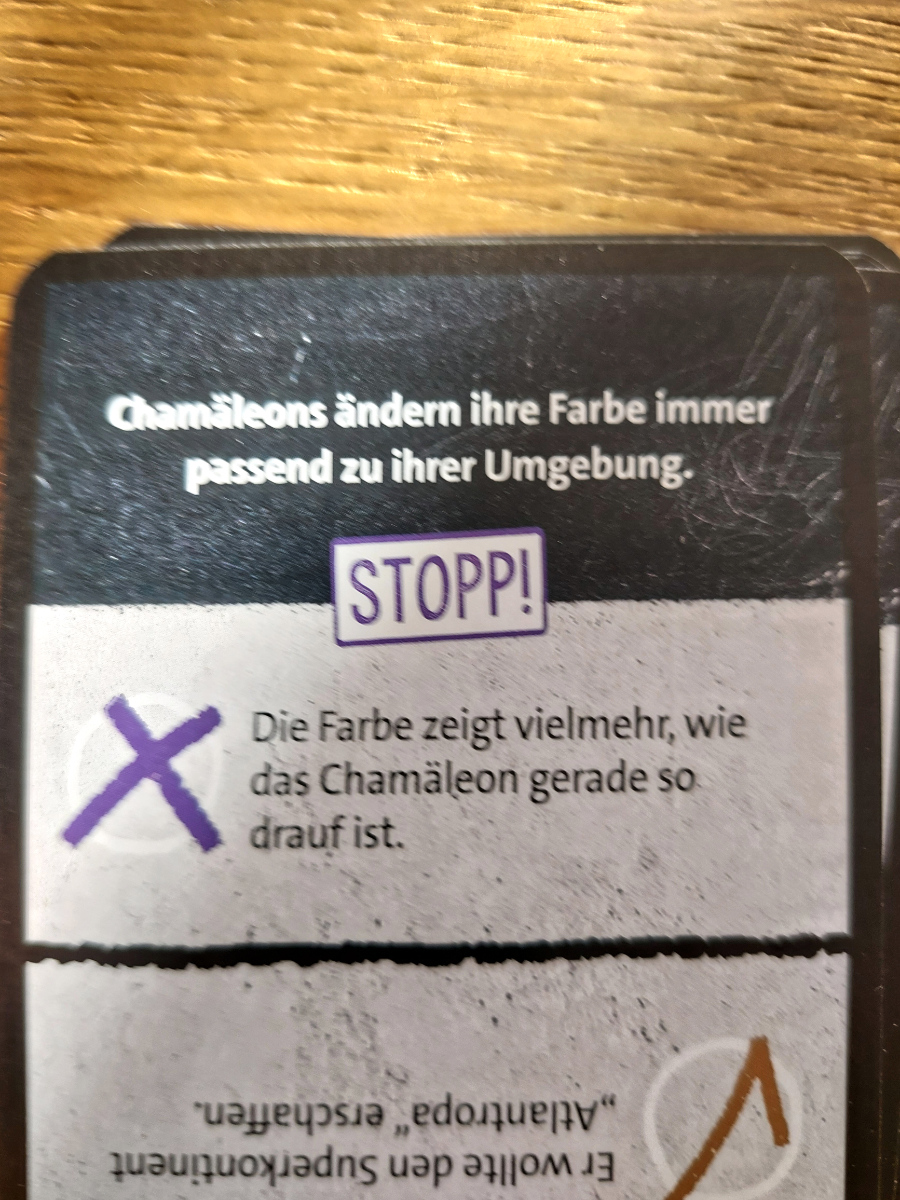 Chamäleons ändern ihre Farbe immer
passend zu ihrer Umgebung.
STOPP!
Die Farbe zeigt vielmehr, wie
das Chamäleon gerade so
drauf ist.
Er wollte den Superkontinent
„Atlantropa“ erschaffen.